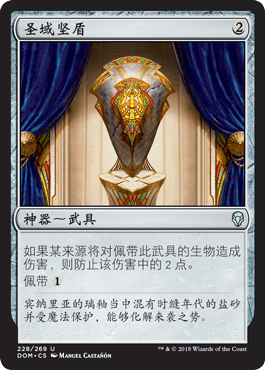 圣域坚盾 2
神器～武具
如果某来源将对佩带此武具的生物造成
伤害，则防止该伤害中的2点。
佩带 1
宾纳里亚的璃釉当中混有时缝年代的盐砂
并受魔法保护，能够化解来袭之势。
228/269 U
DOM • CS MANUEL CASTAÑÓN
™ & © 2018 Wizards of the Coast